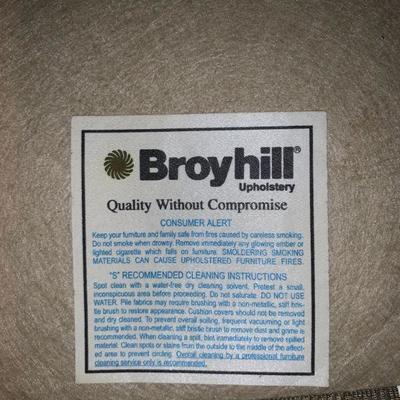 Broyhill®
Upholstery
Quality Without Compromise
CONSUMER ALERT
Keep your furniture and family safe from fires caused by careless smoking.
Do not smoke when drowsy. Remove immediately any glowing amber or
lighted cigarette which falls on furniture. SMOLDERING SMOKING
MATERIALS CAN CAUSE UPHOLSTERED FURNITURE FIRES.
"S" RECOMMENDED CLEANING INSTRUCTIONS
Spot clean with a water-free dry cleaning solvent. Pretest a small,
inconspicuous area before proceeding. Do not saturate. DO NOT USE
WATER. Pile fabrics may require brushing with a non-metallic, stiff bris-
tle brush to restore appearance. Cushion covers should not be removed
and dry cleaned. To prevent overall soiling, frequent vacuuming or light
brushing with a non-metallic, stiff bristle brush to remove dust and grime is
recommended. When cleaning a spill, blot immediately to remove spilled
material. Clean spots or stains from the outside to the middle of the affect-
ed area to prevent circling. Overall cleaning by a professional furniture
cleaning service only is recommended.